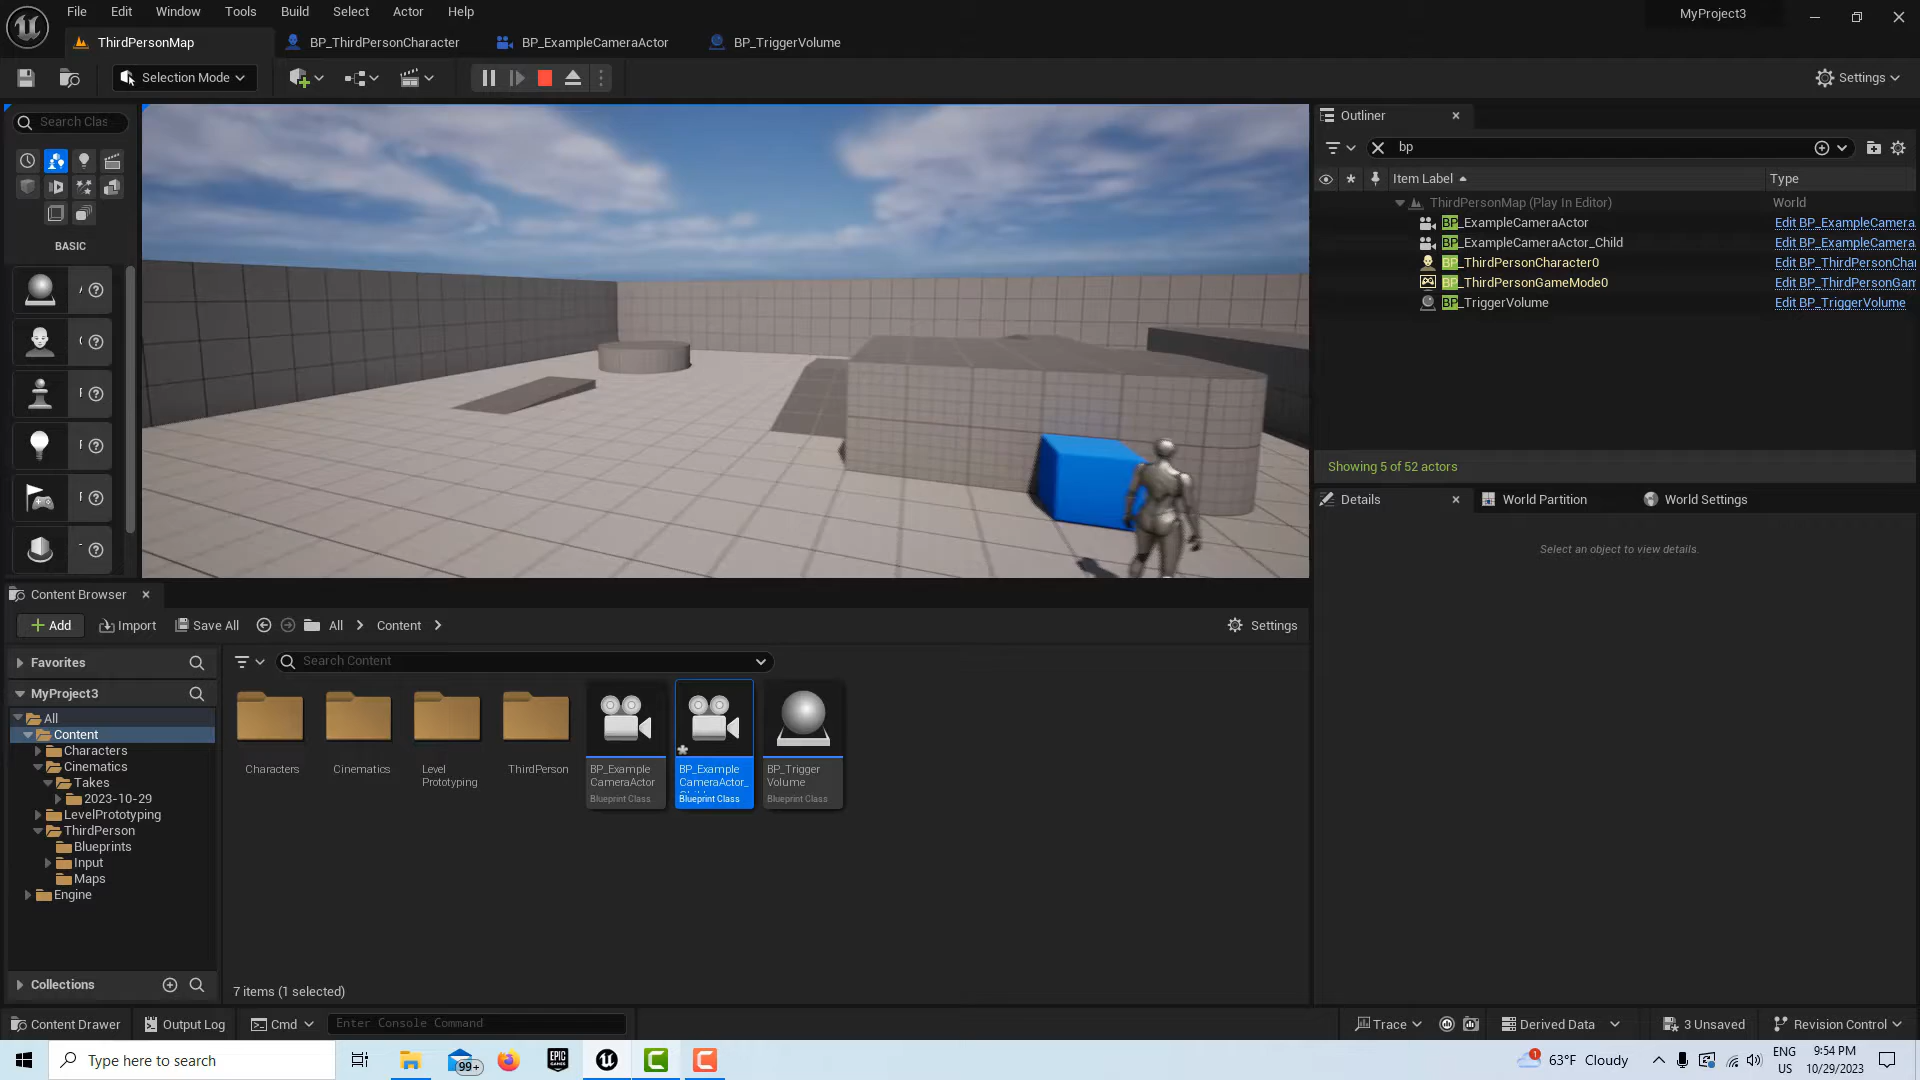 File Edit Window Tools Build Select Actor Help
MyProject3
ThirdPersonMap BP_ThirdPersonCharacter BP_ExampleCameraActor BP_TriggerVolume
Selection Mode
Settings
Search Clas
BASIC
Outliner
bp
Item Label Type
ThirdPersonMap (Play In Editor) World
BP_ExampleCameraActor Edit BP_ExampleCamera
BP_ExampleCameraActor_Child Edit BP_ExampleCamera
BP_ThirdPersonCharacter0 Edit BP_ThirdPersonCha
BP_ThirdPersonGameMode0 Edit BP_ThirdPersonGam
BP_TriggerVolume Edit BP_TriggerVolume
Showing 5 of 52 actors
Details World Partition World Settings
Select an object to view details.
Content Browser
Add Import Save All All Content
Settings
Favorites
Search Content
MyProject3
All
Content
Characters
Cinematics
Takes
2023-10-29
LevelPrototyping
ThirdPerson
Blueprints
Input
Maps
Engine
Collections
Characters
Cinematics
Level
Prototyping
ThirdPerson
BP_Example
CameraActor
Blueprint Class
BP_Example
CameraActor_
Blueprint Class
BP_Trigger
Volume
Blueprint Class
7 items (1 selected)
Content Drawer Output Log Cmd Enter Console Command
Trace Derived Data 3 Unsaved Revision Control
Type here to search
99+
1
63°F Cloudy
ENG
US
9:54 PM
10/29/2023